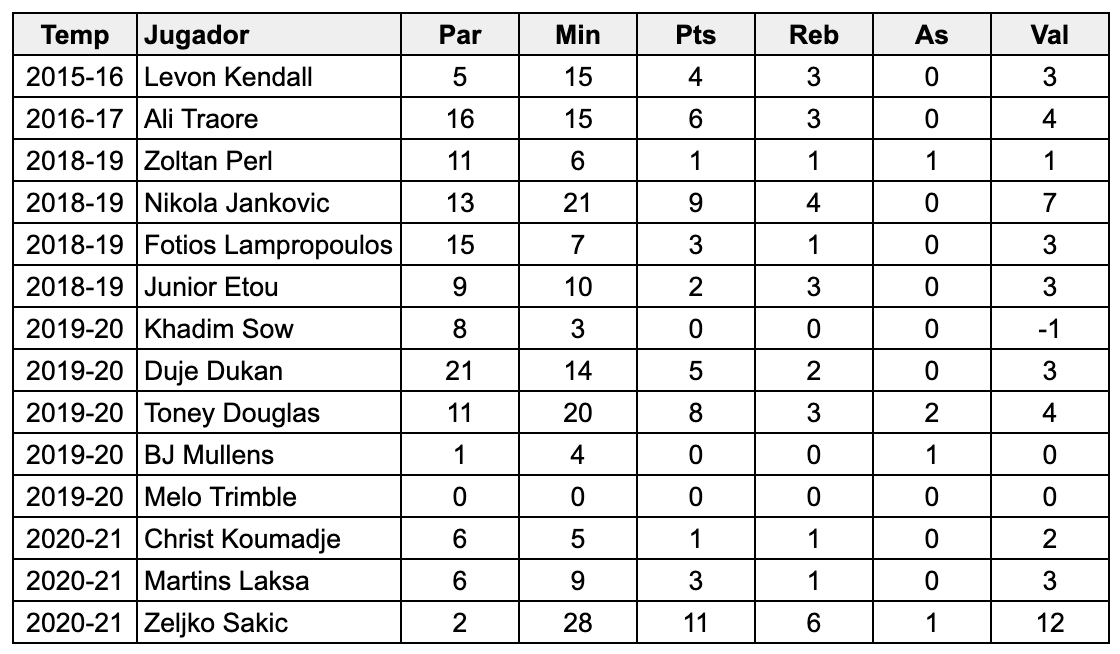 Temp Jugador Par Min Pts Reb As Val
2015-16 Levon Kendall 5 15 4 3 0 3
2016-17 Ali Traore 16 15 6 3 0 4
2018-19 Zoltan Perl 11 6 1 1 1 1
2018-19 Nikola Jankovic 13 21 9 4 0 7
2018-19 Fotios Lampropoulos 15 7 3 1 0 3
2018-19 Junior Etou 9 10 2 3 0 3
2019-20 Khadim Sow 8 3 0 0 0 -1
2019-20 Duje Dukan 21 14 5 2 0 3
2019-20 Toney Douglas 11 20 8 3 2 4
2019-20 BJ Mullens 1 4 0 0 1 0
2019-20 Melo Trimble 0 0 0 0 0 0
2020-21 Christ Koumadje 6 5 1 1 0 2
2020-21 Martins Laksa 6 9 3 1 0 3
2020-21 Zeljko Sakic 2 28 11 6 1 12